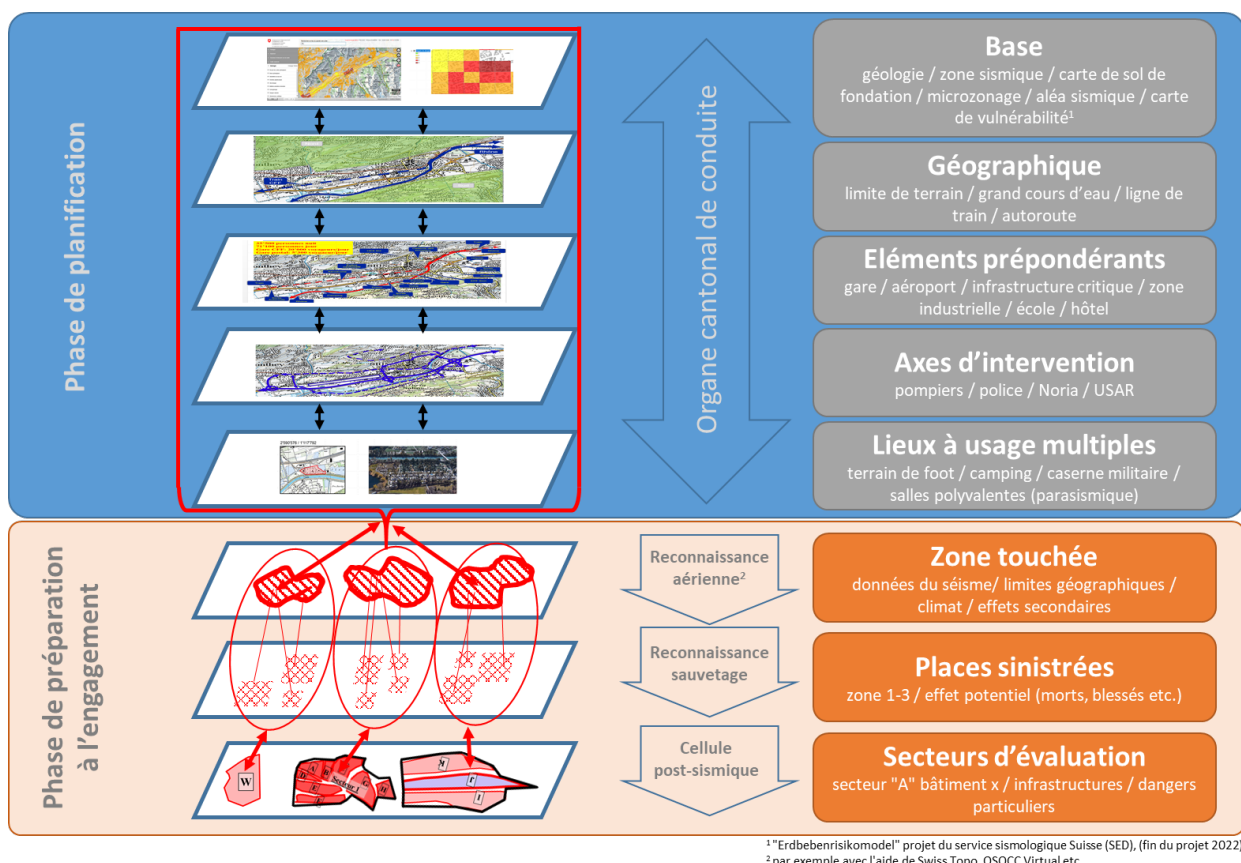 Phase de planification
Organe cantonal de conduite
Base
géologie / zone sismique / carte de sol de
fondation / microzonage / aléa sismique / carte
de vulnérabilité¹
Géographique
limite de terrain / grand cours d'eau / ligne de
train / autoroute
Eléments prépondérants
gare / aéroport / infrastructure critique / zone
industrielle / école / hôtel
Axes d'intervention
pompiers / police / Noria / USAR
Lieux à usage multiples
terrain de foot / camping / caserne militaire /
salles polyvalentes (parasismique)
Phase de préparation
à l'engagement
Reconnaissance
aérienne²
Zone touchée
données du séisme/ limites géographiques /
climat / effets secondaires
Reconnaissance
sauvetage
Places sinistrées
zone 1-3 / effet potentiel (morts, blessés etc.)
W
A
B
D
E
F
G
H
Secteur I
K
J
I
Cellule
post-sismique
Secteurs d'évaluation
secteur "A" bâtiment x / infrastructures / dangers
particuliers
¹ "Erdbebenrisikomodel" projet du service sismologique Suisse (SED), (fin du projet 2022)
² par exemple avec l'aide de Swiss Topo, OSOCC Virtual etc.